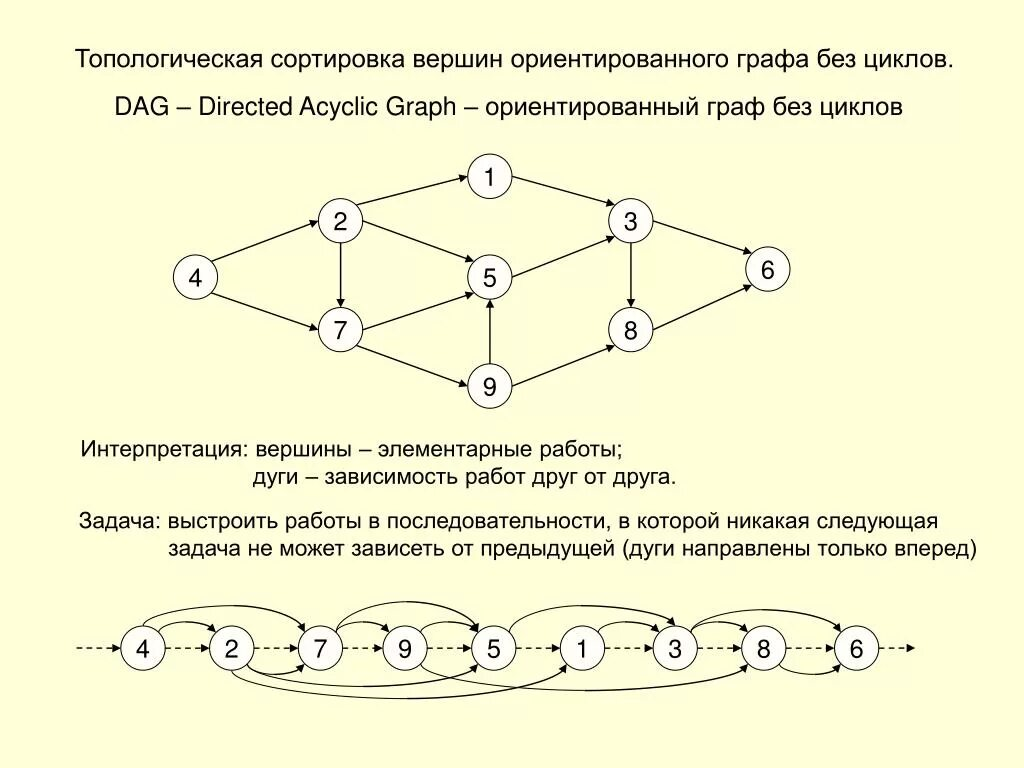 Топологическая сортировка вершин ориентированного графа без циклов.
DAG – Directed Acyclic Graph – ориентированный граф без циклов
1
2
3
4
5
6
7
8
9
Интерпретация: вершины – элементарные работы;
дуги – зависимость работ друг от друга.
Задача: выстроить работы в последовательности, в которой никакая следующая
задача не может зависеть от предыдущей (дуги направлены только вперед)
4 2 7 9 5 1 3 8 6